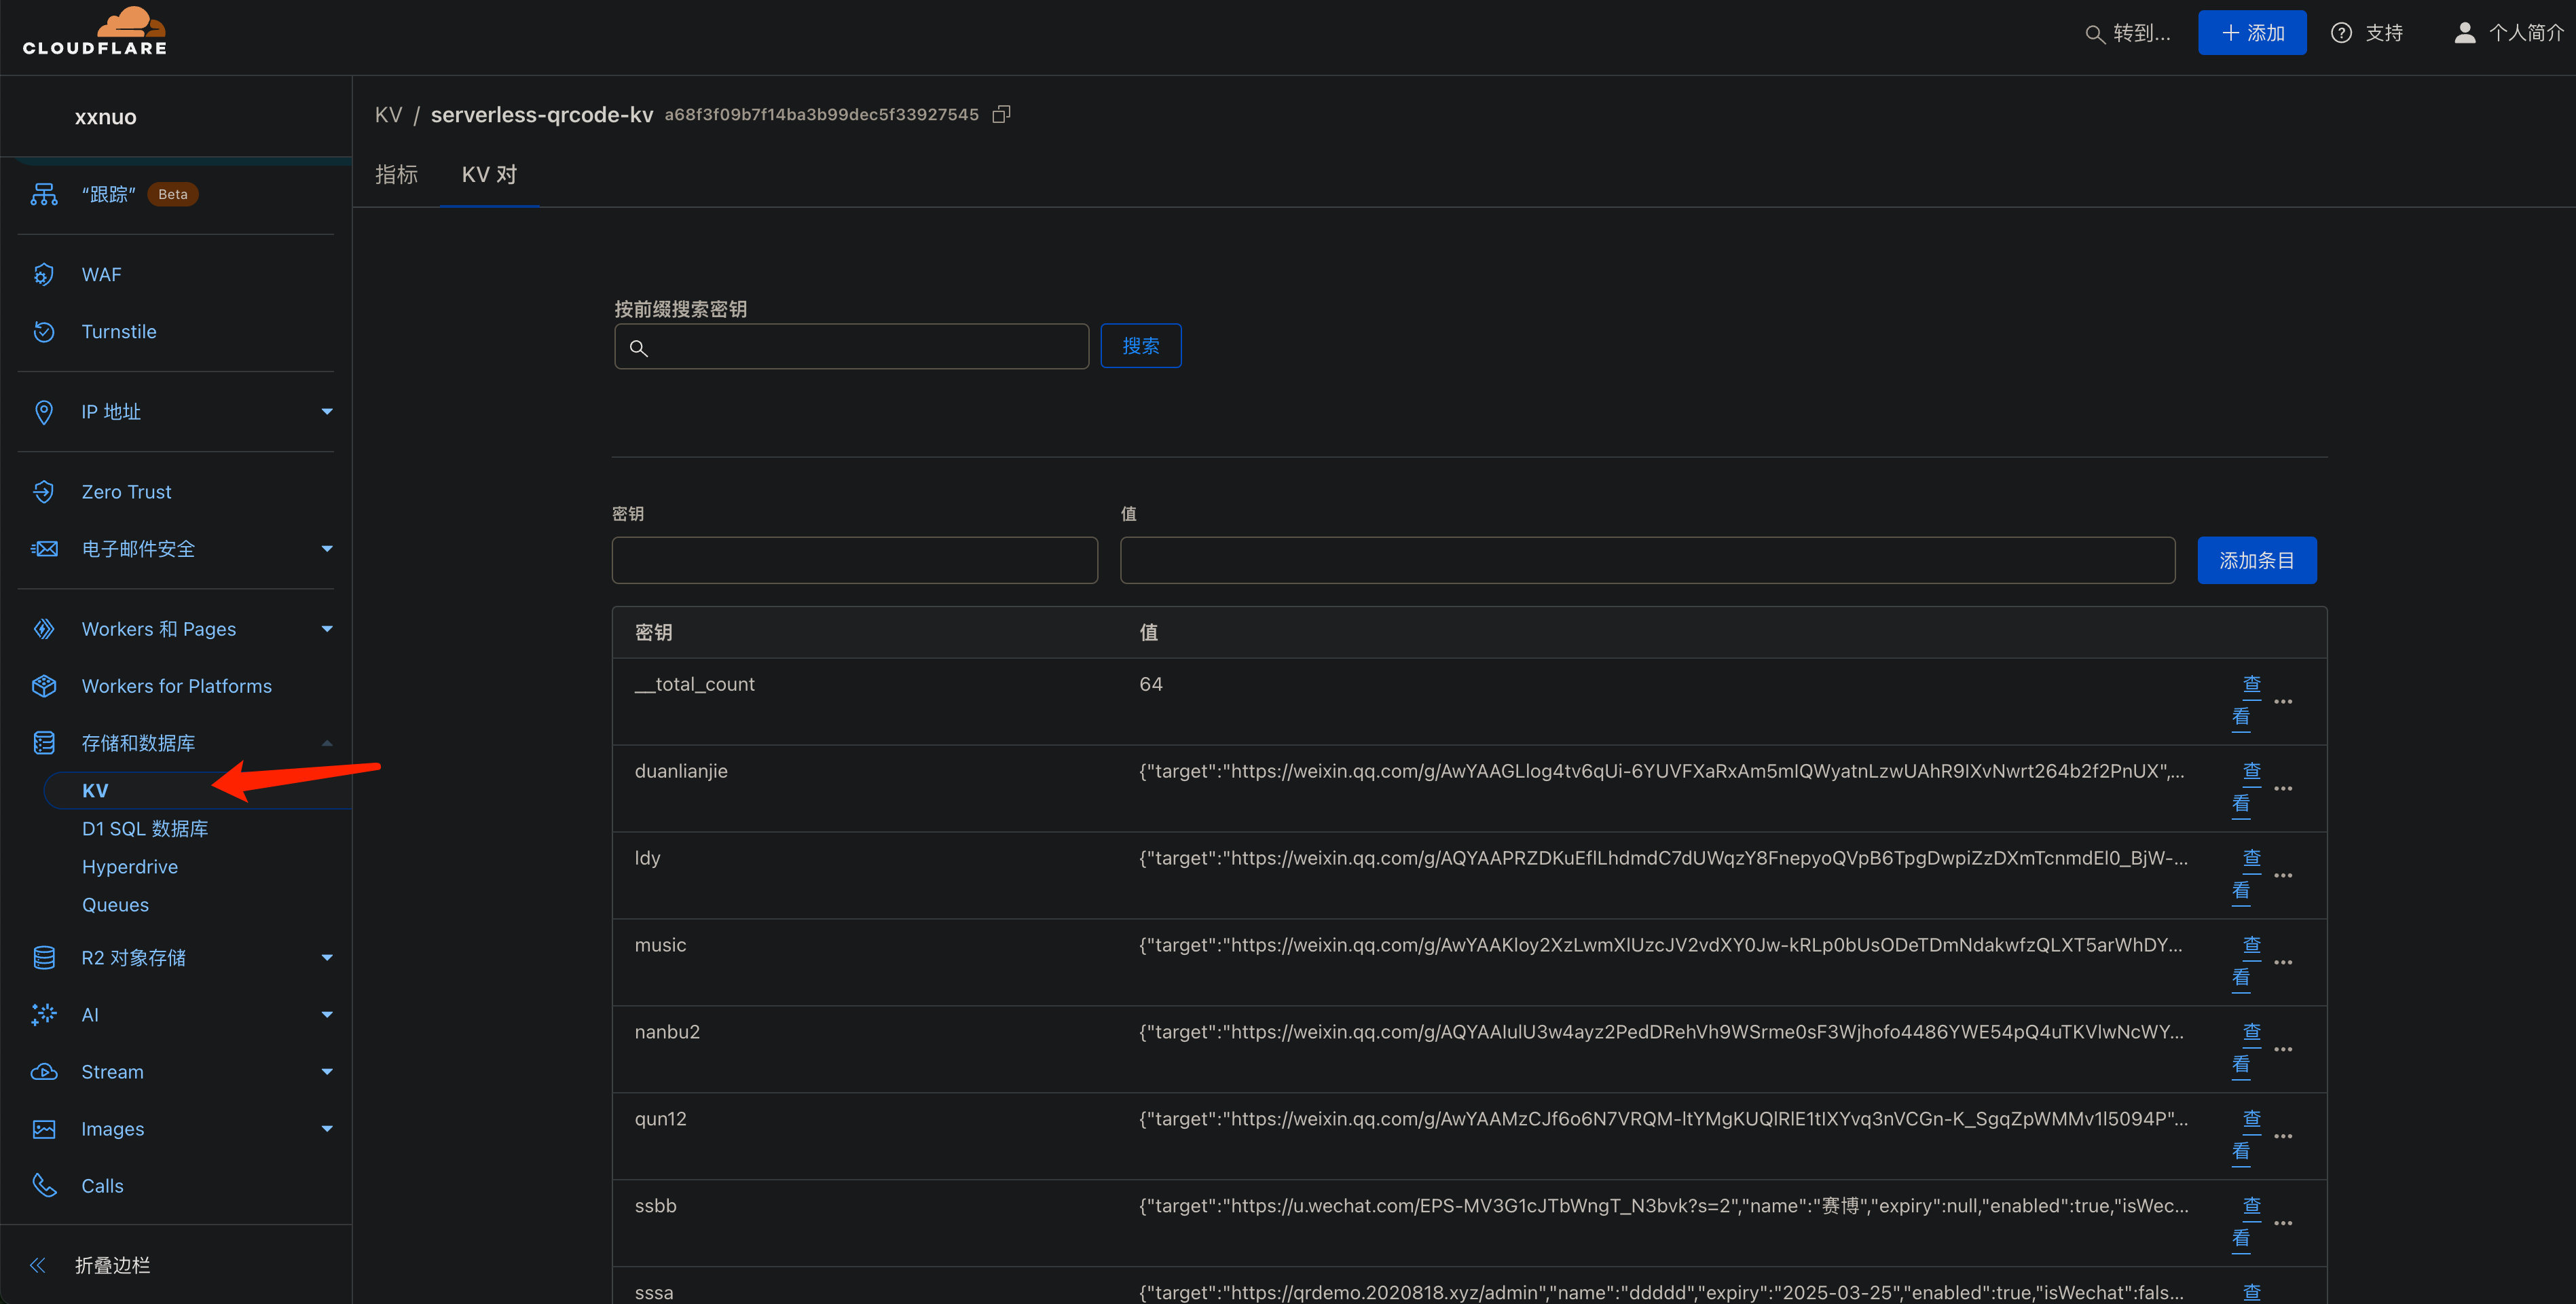 CLOUDFLARE
转到...
添加
支持
个人简介
xxnuo
“跟踪” Beta
WAF
Turnstile
IP 地址
Zero Trust
电子邮件安全
Workers 和 Pages
Workers for Platforms
存储和数据库
KV
D1 SQL 数据库
Hyperdrive
Queues
R2 对象存储
AI
Stream
Images
Calls
折叠边栏
KV / serverless-qrcode-kv a68f3f09b7f14ba3b99dec5f33927545
指标 KV 对
按前缀搜索密钥
搜索
密钥 值
添加条目
密钥 值
__total_count 64 查看 •••
duanlianjie {"target":"https://weixin.qq.com/g/AwYAAGLlog4tv6qUi-6YUVFXaRxAm5mIQWyatnLzwUAhR9IXvNwrt264b2f2PnUX",... 查看 •••
ldy {"target":"https://weixin.qq.com/g/AQYAAPRZDKuEflLhdmdC7dUWqzY8FnepyoQVpB6TpgDwpiZzDXmTcnmdEl0_BjW-... 查看 •••
music {"target":"https://weixin.qq.com/g/AwYAAKloy2XzLwmXlUzcJV2vdXY0Jw-kRLp0bUsODeTDmNdakwfzQLXT5arWhDY... 查看 •••
nanbu2 {"target":"https://weixin.qq.com/g/AQYAAIulU3w4ayz2PedDRehVh9WSrme0sF3Wjhofo4486YWE54pQ4uTKVlwNcWY... 查看 •••
qun12 {"target":"https://weixin.qq.com/g/AwYAAMzCJf6o6N7VRQM-ltYMgKUQlRlE1tIXYvq3nVCGn-K_SgqZpWMMv1l5094P"... 查看 •••
ssbb {"target":"https://u.wechat.com/EPS-MV3G1cJTbWngT_N3bvk?s=2","name":"赛博","expiry":null,"enabled":true,"isWec... 查看 •••
sssa {"target":"https://qrdemo.2020818.xyz/admin","name":"ddddd","expiry":"2025-03-25","enabled":true,"isWechat":fals... 查